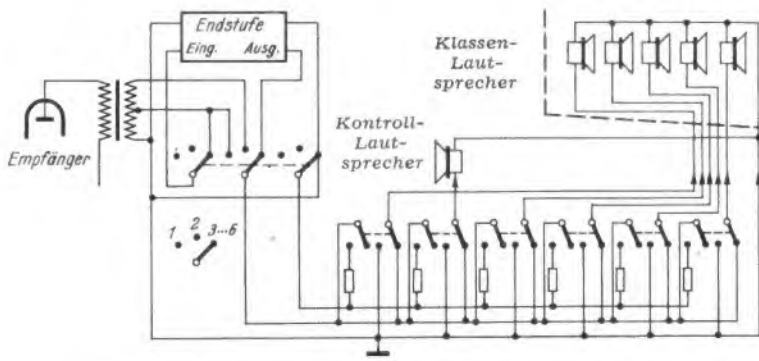 Endstufe
Eing. Ausg.
Klassen-
Laut-
sprecher
Kontroll-
Laut-
sprecher
Empfänger
1 2 3...6